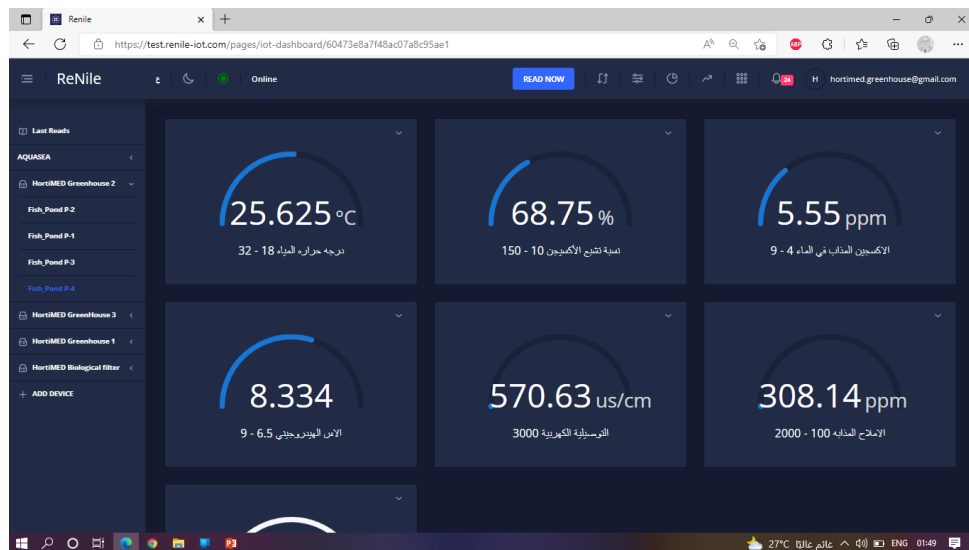 Renile
https://test.renile-iot.com/pages/iot-dashboard/60473e8a7f48ac07a8c95ae1
ABP
ReNile
ع
Online
READ NOW
24
H
hortimed.greenhouse@gmail.com
Last Reads
AQUASEA
HortiMED Greenhouse 2
Fish_Pond P-2
Fish_Pond P-1
Fish_Pond P-3
Fish_Pond P-4
HortiMED GreenHouse 3
HortiMED Greenhouse 1
HortiMED Biological filter
ADD DEVICE
25.625 °C
درجه حراره المياه 18 - 32
68.75 %
نسبة تشبع الأكسيجن 10 - 150
5.55 ppm
الاكسجين المذاب في الماء 4 - 9
8.334
الاس الهيدروجيني 6.5 - 9
570.63 us/cm
التوصيلية الكهربية 3000
308.14 ppm
الاملاح المذابه 100 - 2000
27°C غائم غالبًا
ENG
01:49